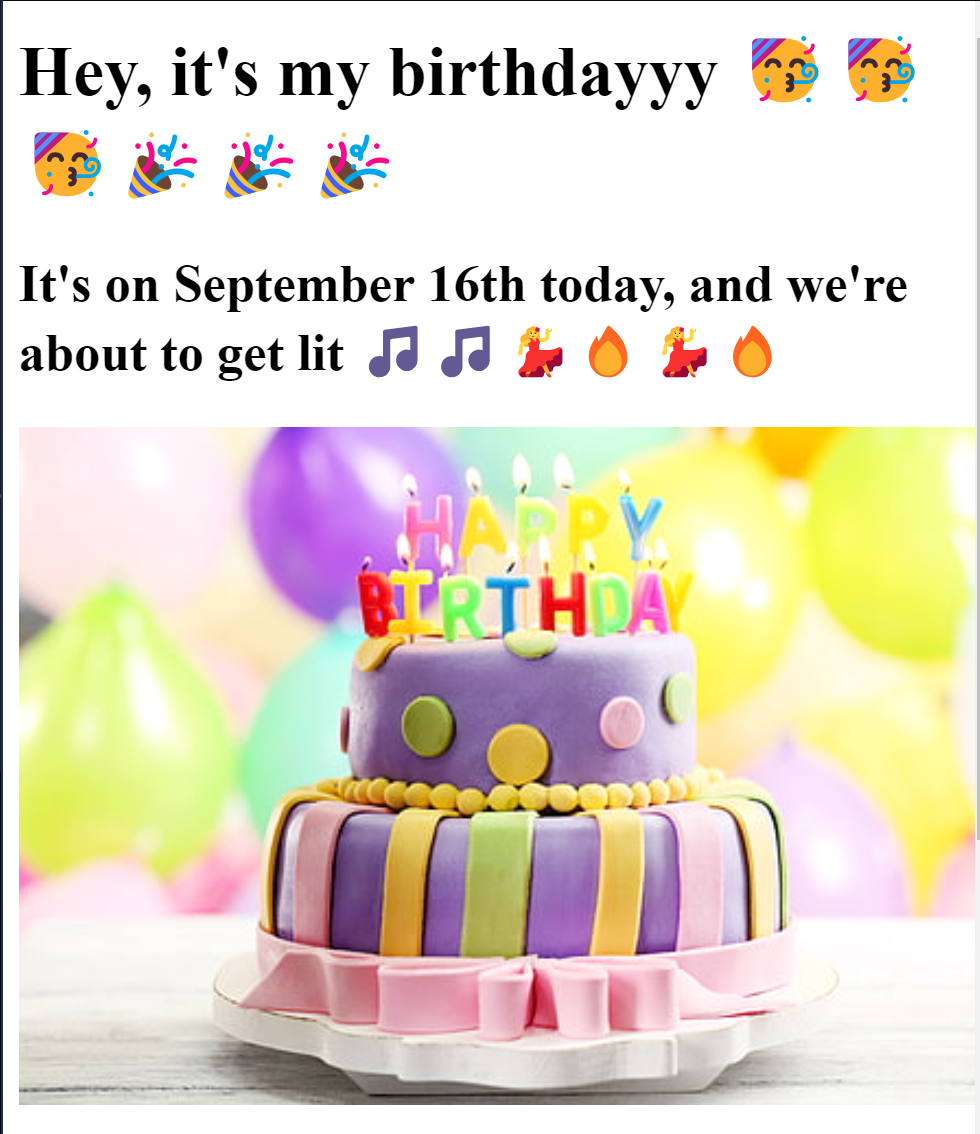 Hey, it's my birthdayyy 🥳 🥳
🥳 🎉 🎉 🎉
It's on September 16th today, and we're
about to get lit 🎵 🎵 💃 🔥 💃 🔥
HAPPY
BIRTHDAY